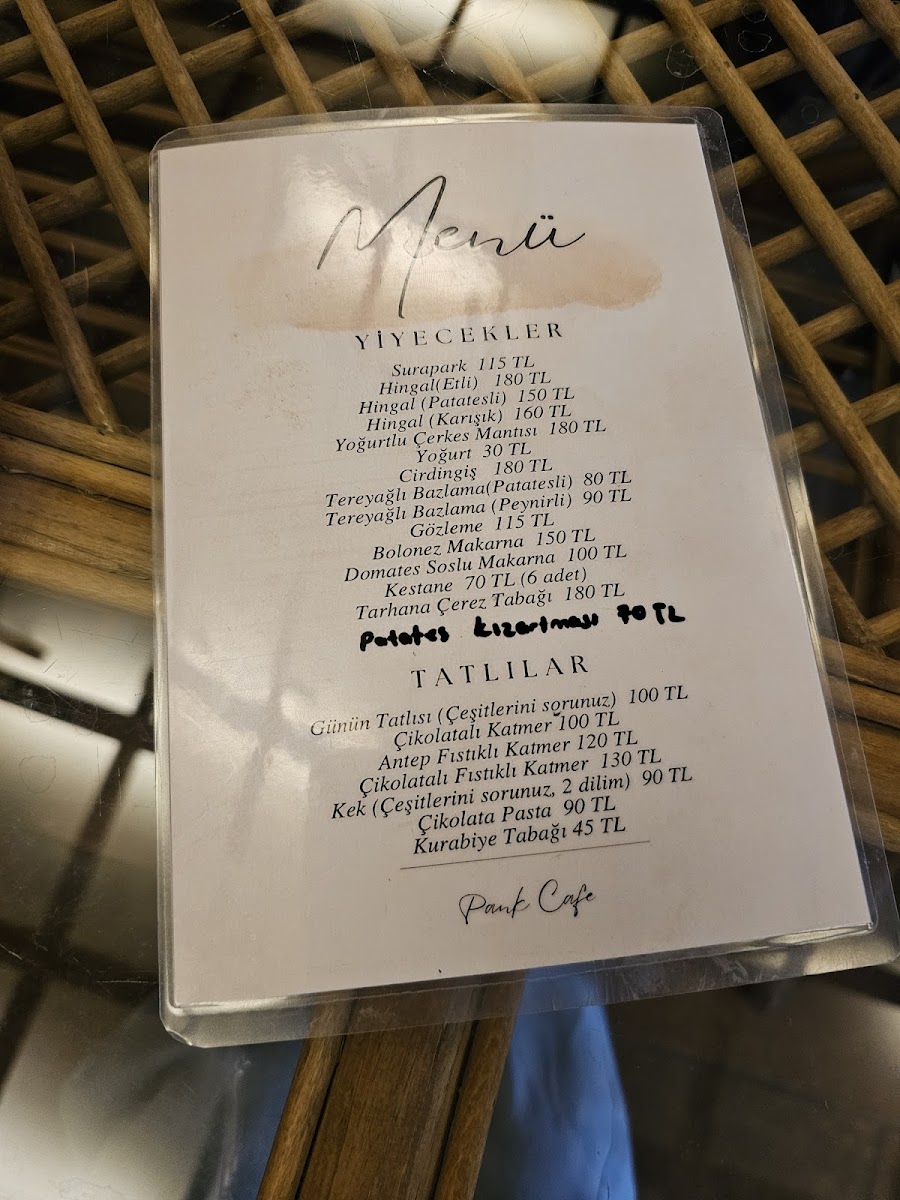 Menü
YİYECEKLER
Surapark 115 TL
Hingal(Etli) 180 TL
Hingal (Patatesli) 150 TL
Hingal (Karışık) 160 TL
Yoğurtlu Çerkes Mantısı 180 TL
Yoğurt 30 TL
Cirdingiş 180 TL
Tereyağlı Bazlama(Patatesli) 80 TL
Tereyağlı Bazlama (Peynirli) 90 TL
Gözleme 115 TL
Bolonez Makarna 150 TL
Domates Soslu Makarna 100 TL
Kestane 70 TL (6 adet)
Tarhana Çerez Tabağı 180 TL
Patates kızartması 70 TL
TATLILAR
Günün Tatlısı (Çeşitlerini sorunuz) 100 TL
Çikolatalı Katmer 100 TL
Antep Fıstıklı Katmer 120 TL
Çikolatalı Fıstıklı Katmer 130 TL
Kek (Çeşitlerini sorunuz, 2 dilim) 90 TL
Çikolata Pasta 90 TL
Kurabiye Tabağı 45 TL
Pank Cafe